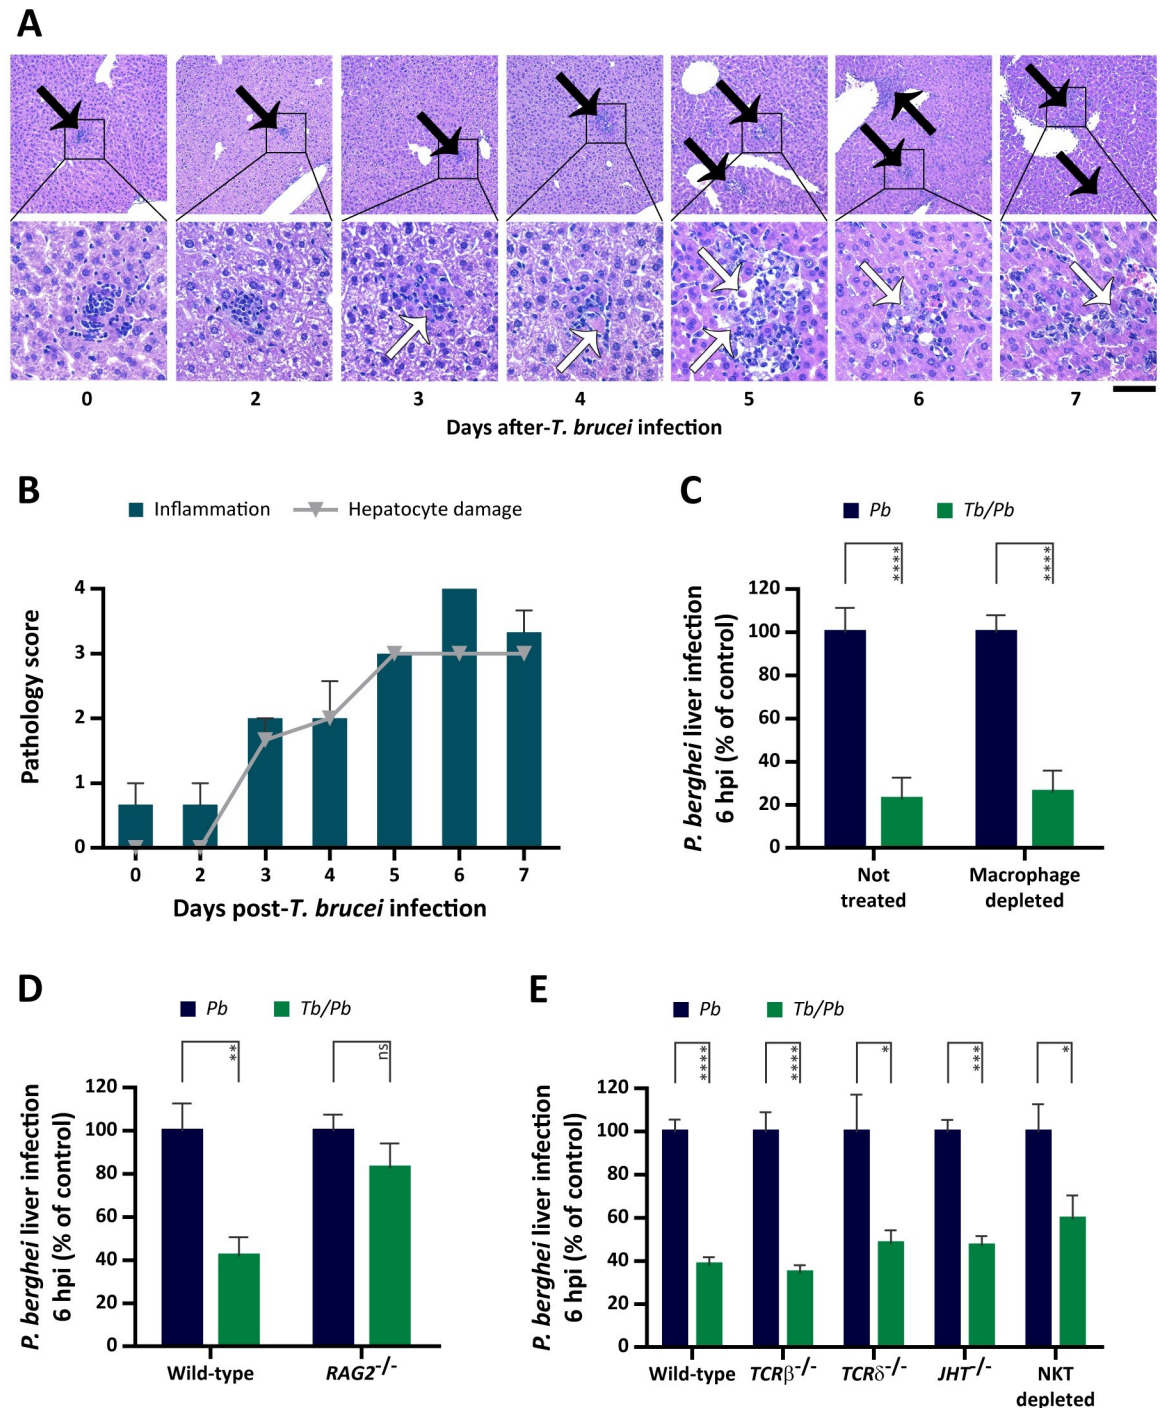 A
0 2 3 4 5 6 7
Days after-T. brucei infection
B
Inflammation Hepatocyte damage
Pathology score
4
3
2
1
0
0 2 3 4 5 6 7
Days post-T. brucei infection
C
Pb Tb/Pb
**** ****
P. berghei liver infection
6 hpi (% of control)
120
100
80
60
40
20
0
Not
treated
Macrophage
depleted
D
Pb Tb/Pb
** ns
P. berghei liver infection
6 hpi (% of control)
120
100
80
60
40
20
0
Wild-type RAG2-/-
E
Pb Tb/Pb
**** **** * *** *
P. berghei liver infection
6 hpi (% of control)
120
100
80
60
40
20
0
Wild-type TCRβ-/- TCRδ-/- JHT-/- NKT
depleted